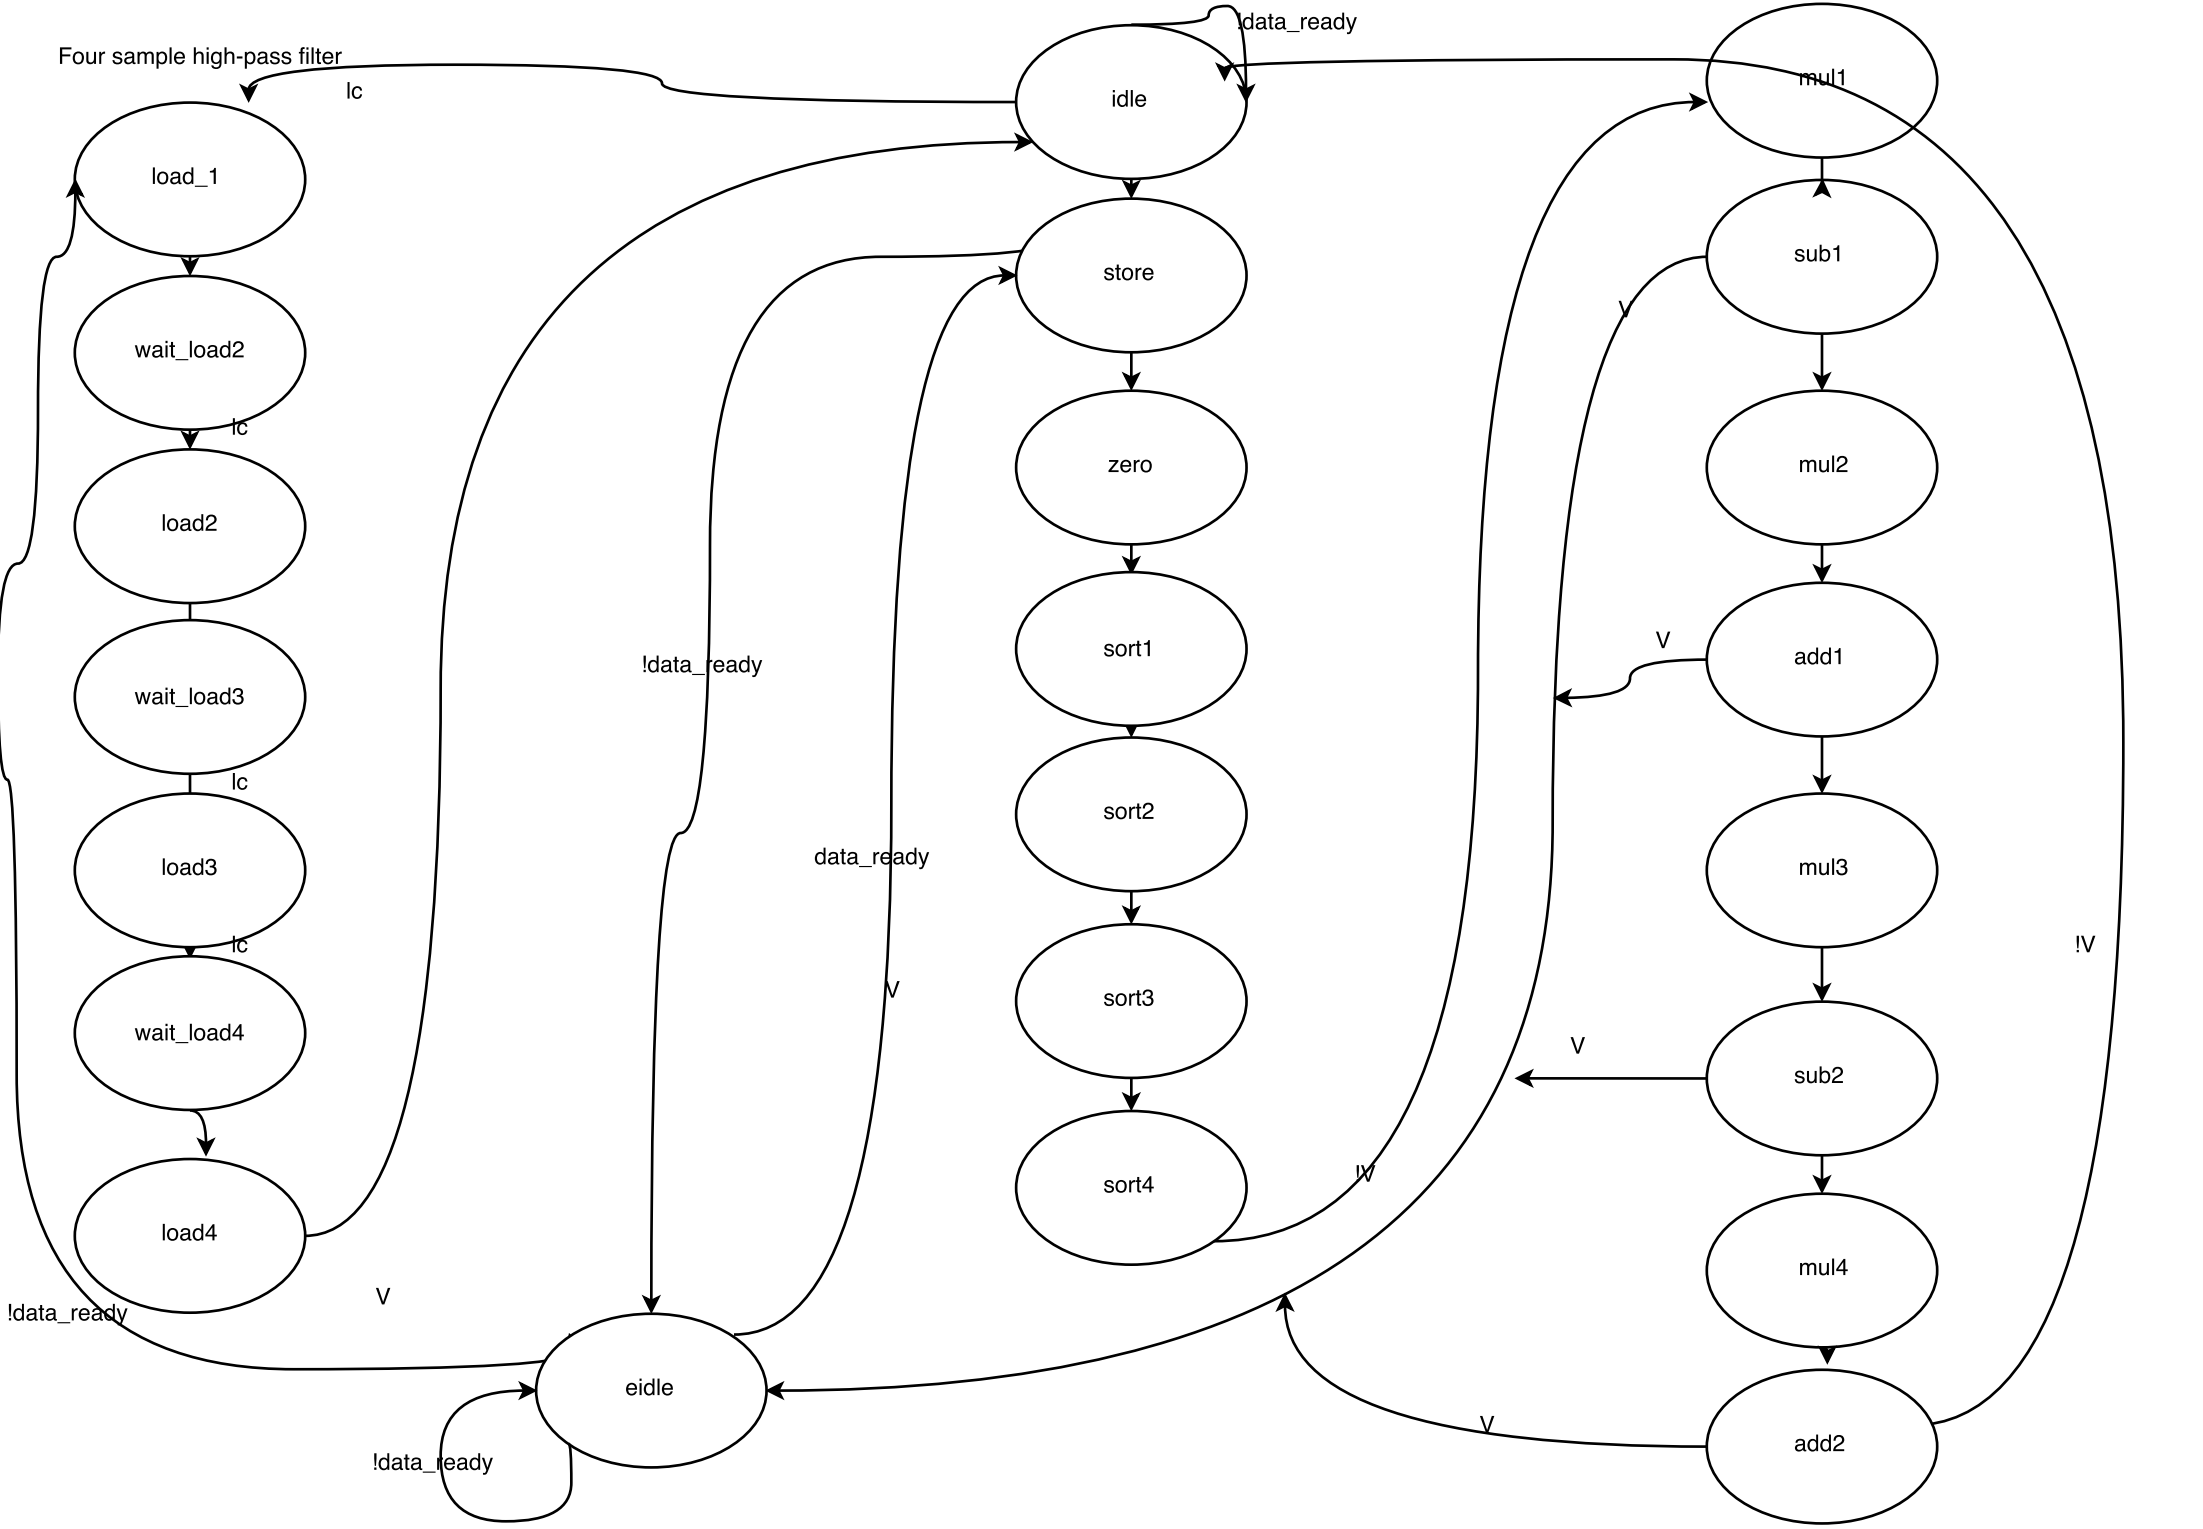 Four sample high-pass filter
lc
load_1
wait_load2
lc
load2
wait_load3
lc
load3
lc
wait_load4
load4
!data_ready
V
!data_ready
idle
!data_ready
store
zero
sort1
sort2
sort3
sort4
!data_ready
data_ready
V
eidle
!data_ready
mul1
sub1
V
mul2
add1
V
mul3
sub2
V
mul4
add2
V
!V
!V